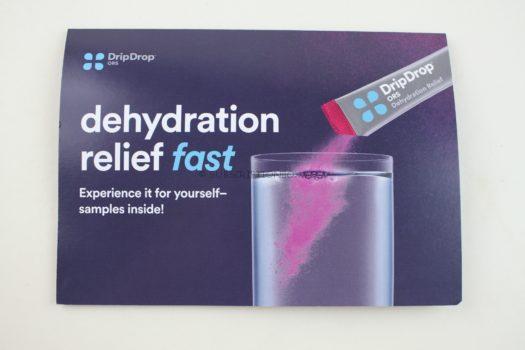 DripDrop
ORS
dehydration
relief fast
Experience it for yourself–
samples inside!
DripDrop
ORS
Dehydration Relief